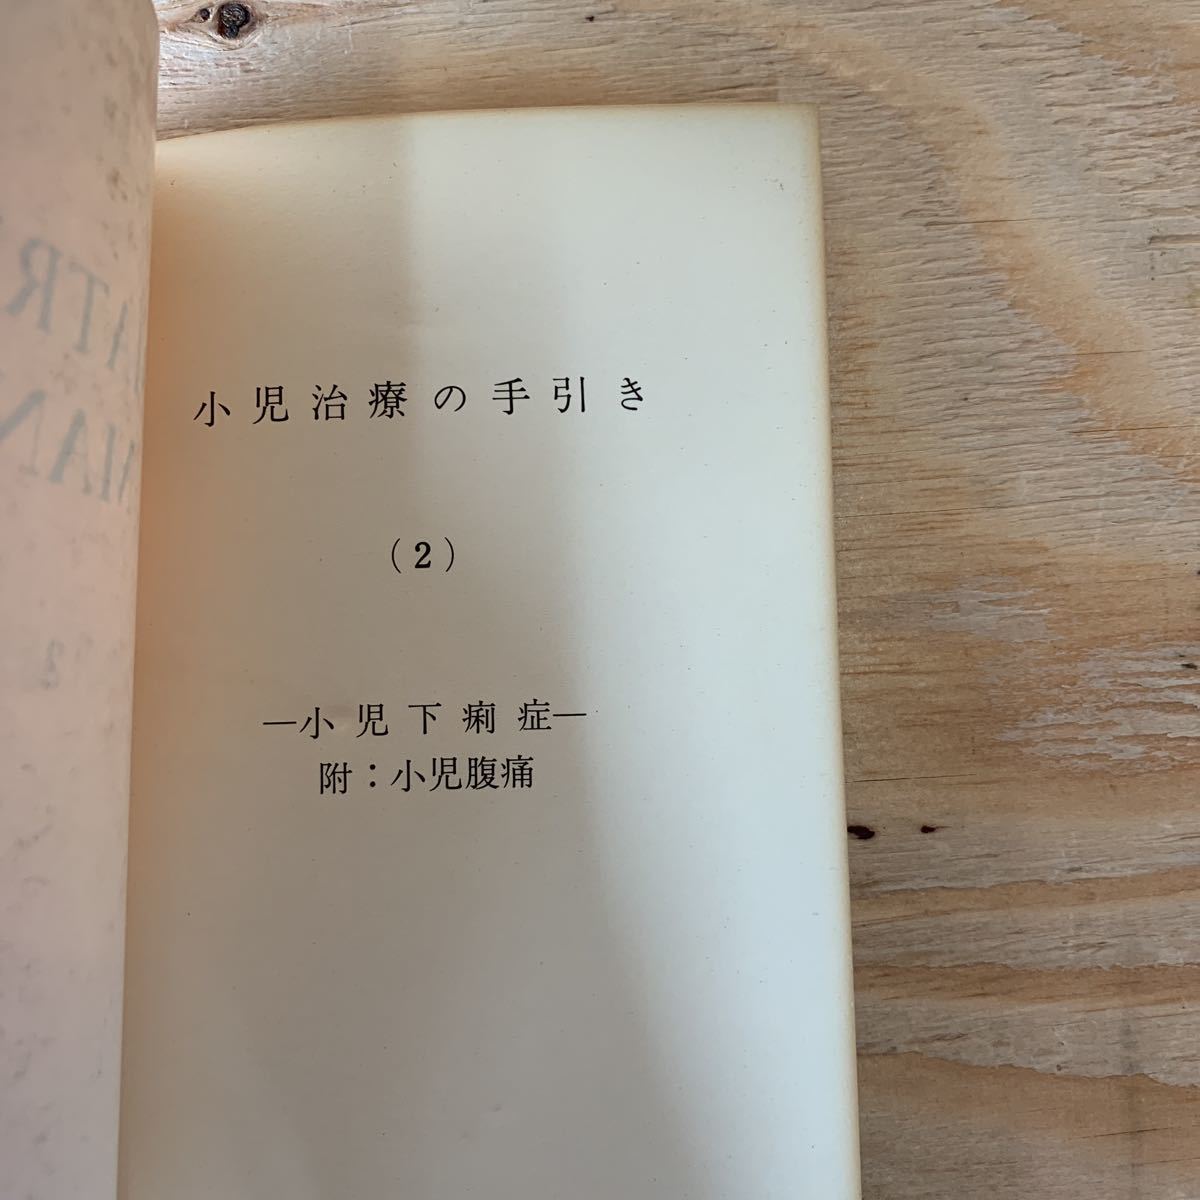 小児治療の手引き
(2)
―小児下痢症―
附：小児腹痛